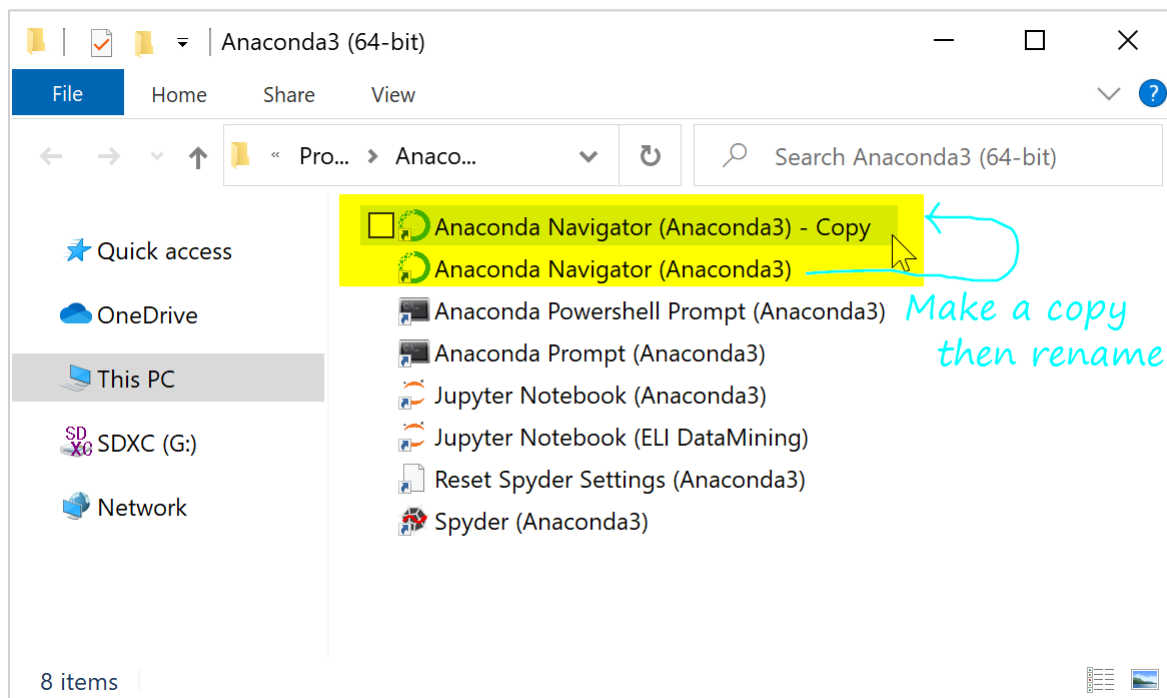 Anaconda3 (64-bit)
File Home Share View
?
« Pro... > Anaco...
Search Anaconda3 (64-bit)
Quick access
OneDrive
This PC
SD XC SDXC (G:)
Network
Anaconda Navigator (Anaconda3) - Copy
Anaconda Navigator (Anaconda3)
Anaconda Powershell Prompt (Anaconda3)
Anaconda Prompt (Anaconda3)
Jupyter Notebook (Anaconda3)
Jupyter Notebook (ELI DataMining)
Reset Spyder Settings (Anaconda3)
Spyder (Anaconda3)
Make a copy
then rename
8 items